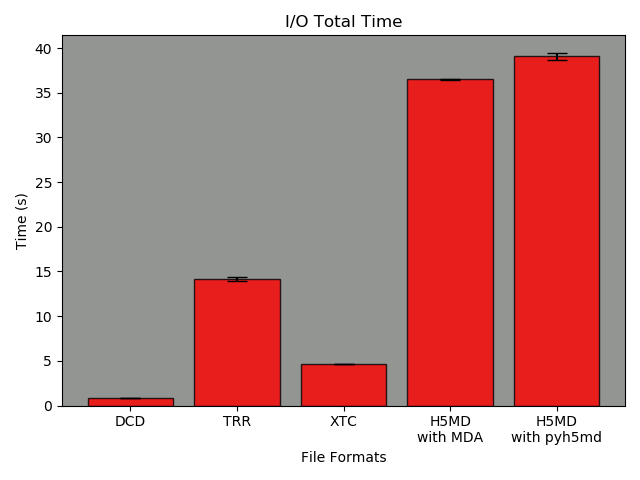 I/O Total Time
Time (s)
40
35
30
25
20
15
10
5
0
DCD
TRR
XTC
H5MD
with MDA
H5MD
with pyh5md
File Formats